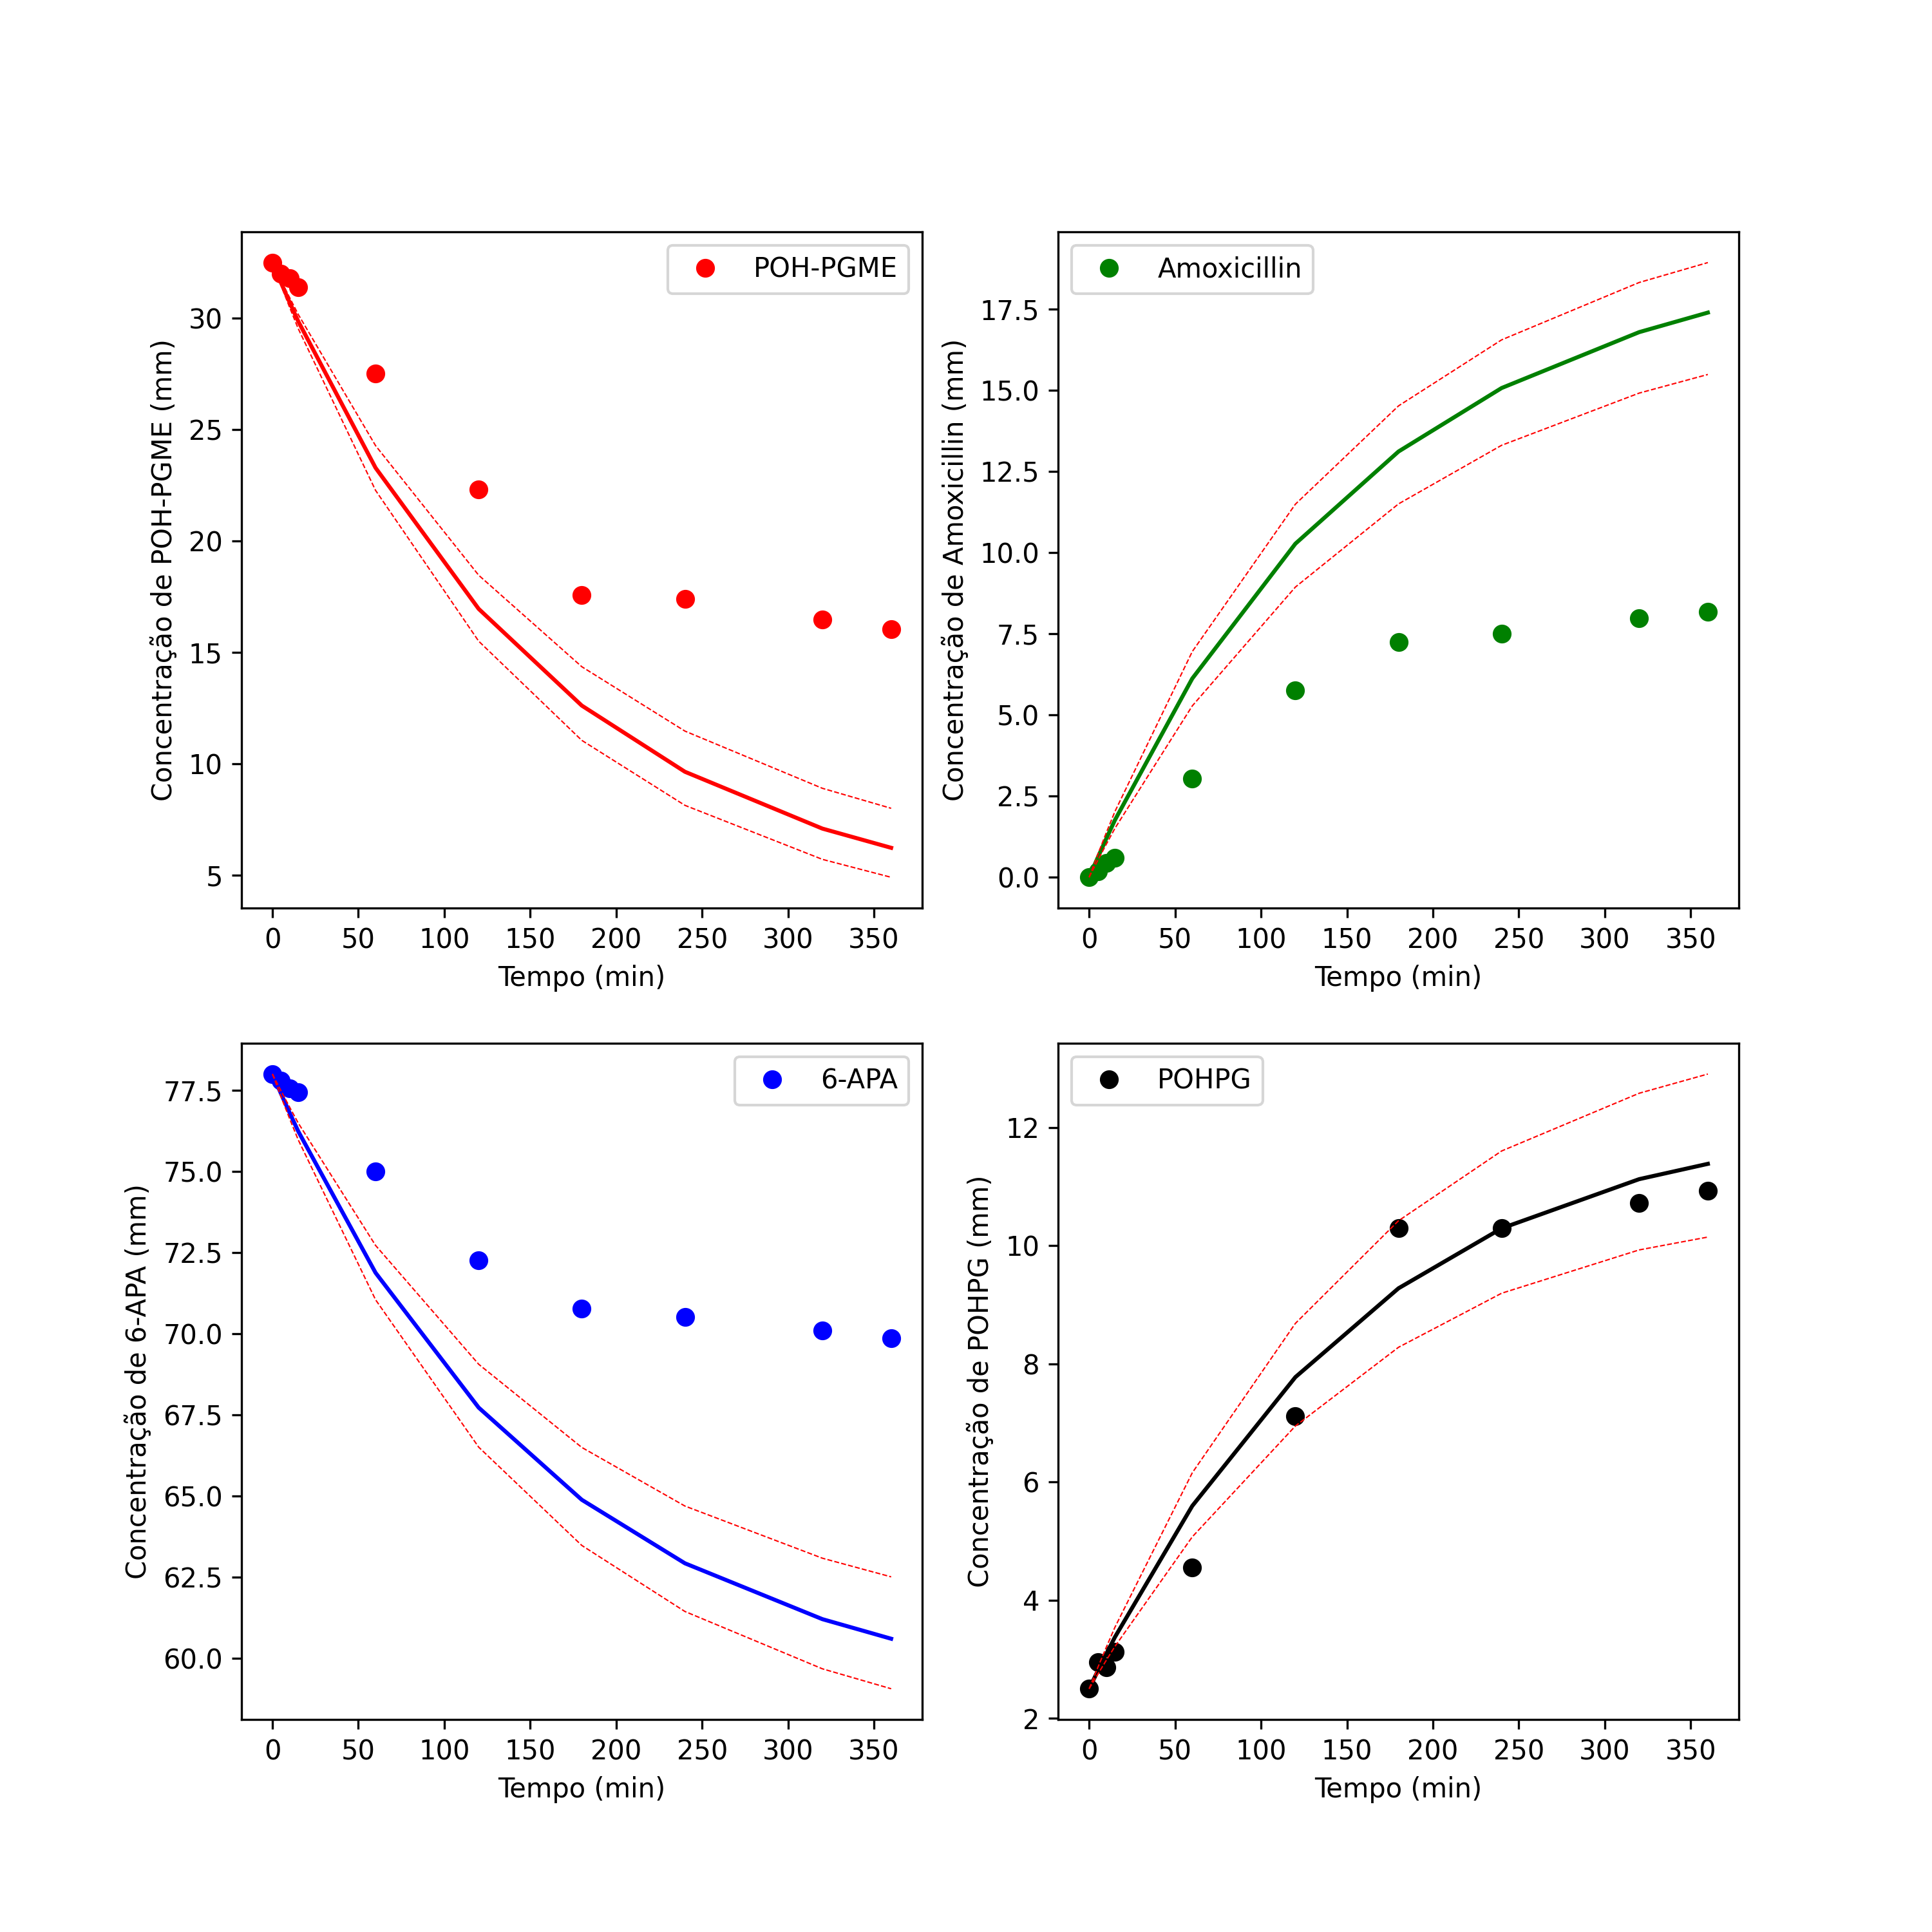 POH-PGME
Concentração de POH-PGME (mm)
30
25
20
15
10
5
0 50 100 150 200 250 300 350
Tempo (min)
Amoxicillin
Concentração de Amoxicillin (mm)
17.5
15.0
12.5
10.0
7.5
5.0
2.5
0.0
0 50 100 150 200 250 300 350
Tempo (min)
6-APA
Concentração de 6-APA (mm)
77.5
75.0
72.5
70.0
67.5
65.0
62.5
60.0
0 50 100 150 200 250 300 350
Tempo (min)
POHPG
Concentração de POHPG (mm)
12
10
8
6
4
2
0 50 100 150 200 250 300 350
Tempo (min)